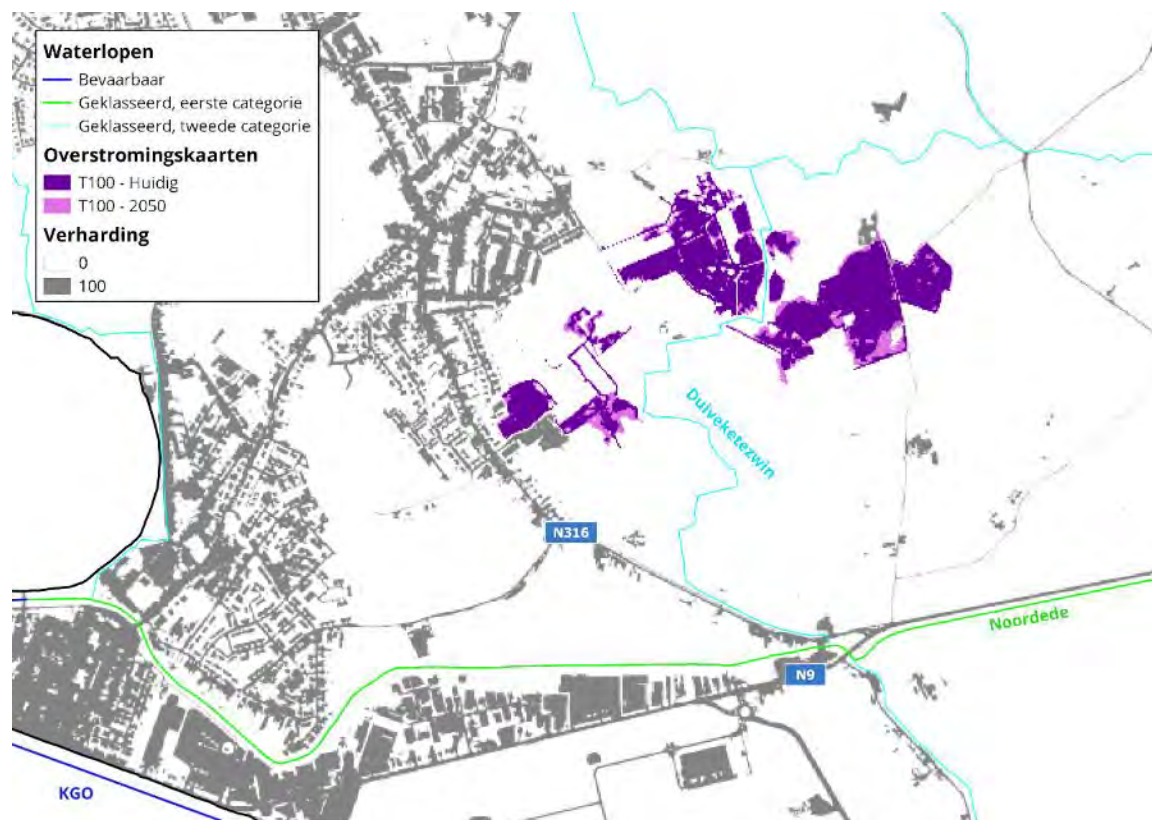 Waterlopen
Bevaarbaar
Geklasseerd, eerste categorie
Geklasseerd, tweede categorie
Overstromingskaarten
T100 - Huidig
T100 - 2050
Verharding
0
100
Duiveketezwin
N316
Noordede
N9
KGO